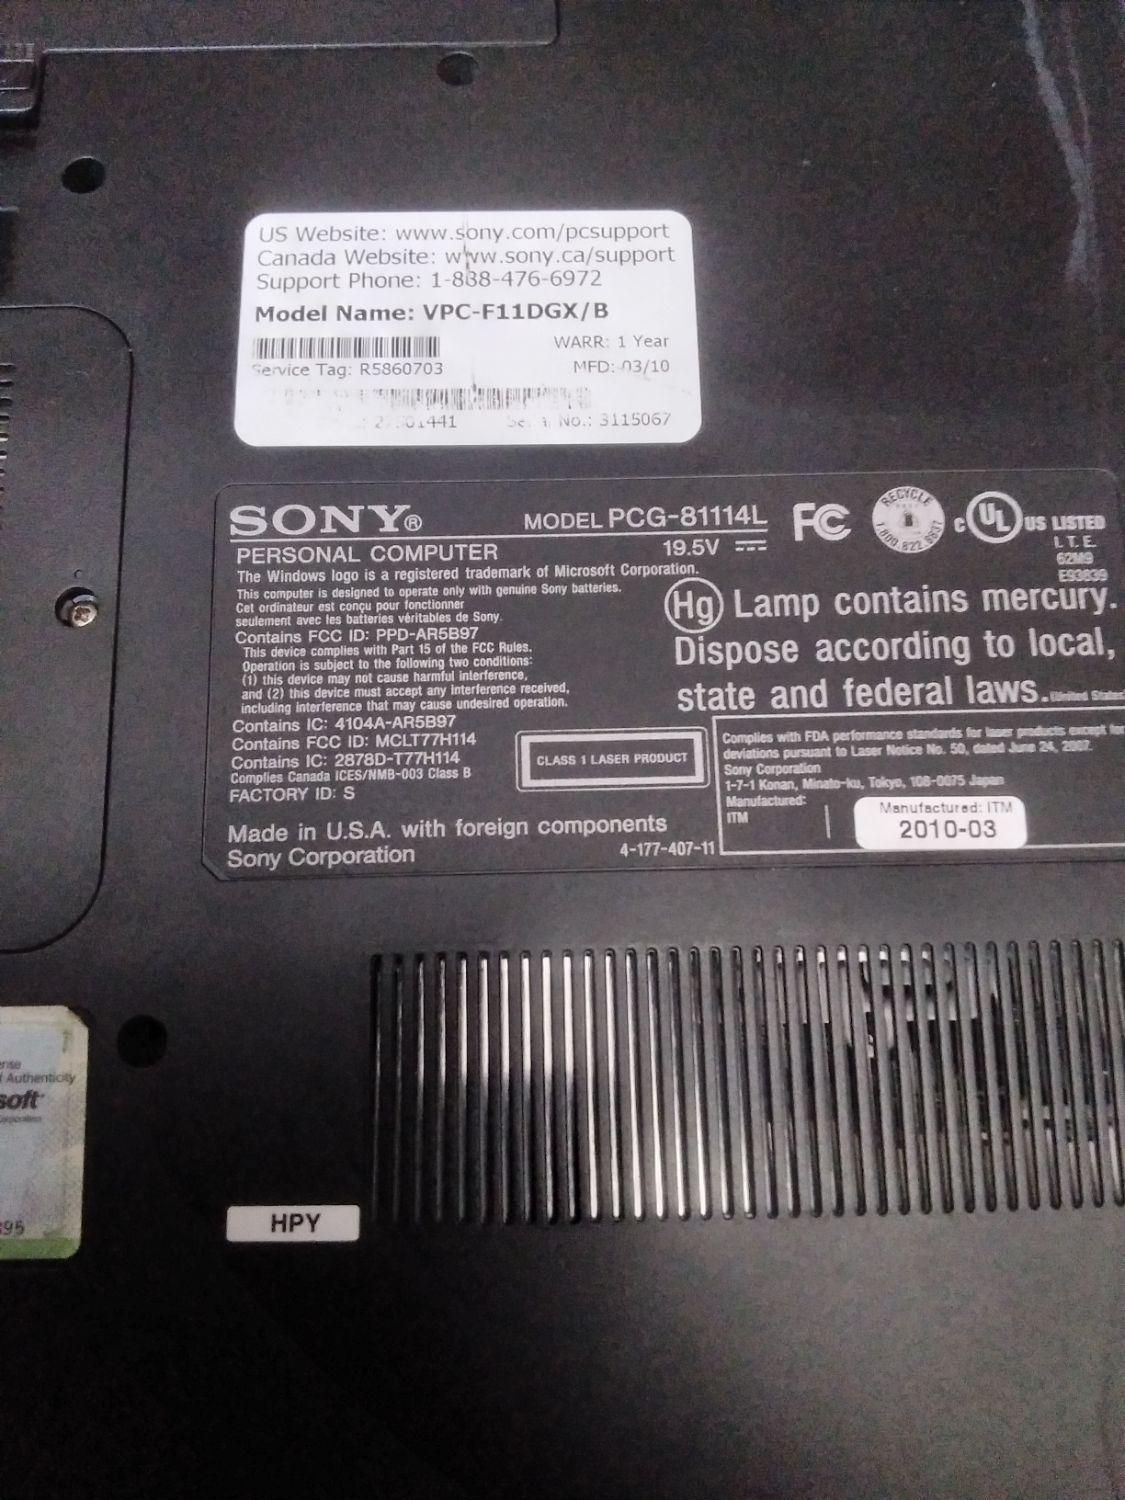 US Website: www.sony.com/pcsupport
Canada Website: www.sony.ca/support
Support Phone: 1-888-476-6972
Model Name: VPC-F11DGX/B
WARR: 1 Year
Service Tag: R5860703
MFD: 03/10
No.: 3115067
SONY®
MODEL PCG-81114L
FC
RECYCLE
1.800.822.8837
c UL US LISTED
I.T.E.
62M9
E93839
PERSONAL COMPUTER
19.5V
The Windows logo is a registered trademark of Microsoft Corporation.
This computer is designed to operate only with genuine Sony batteries.
Cet ordinateur est conçu pour fonctionner
seulement avec les batteries véritables de Sony.
Contains FCC ID: PPD-AR5B97
This device complies with Part 15 of the FCC Rules.
Operation is subject to the following two conditions:
(1) this device may not cause harmful interference,
and (2) this device must accept any interference received,
including interference that may cause undesired operation.
Contains IC: 4104A-AR5B97
Contains FCC ID: MCLT77H114
Contains IC: 2878D-T77H114
Complies Canada ICES/NMB-003 Class B
FACTORY ID: S
Made in U.S.A. with foreign components
Sony Corporation
4-177-407-11
Hg Lamp contains mercury.
Dispose according to local,
state and federal laws. (United States
CLASS 1 LASER PRODUCT
Complies with FDA performance standards for laser products except for
deviations pursuant to Laser Notice No. 50, dated June 24, 2007.
Sony Corporation
1-7-1 Konan, Minato-ku, Tokyo, 108-0075 Japan
Manufactured:
ITM
Manufactured: ITM
2010-03
Authenticity
soft
HPY